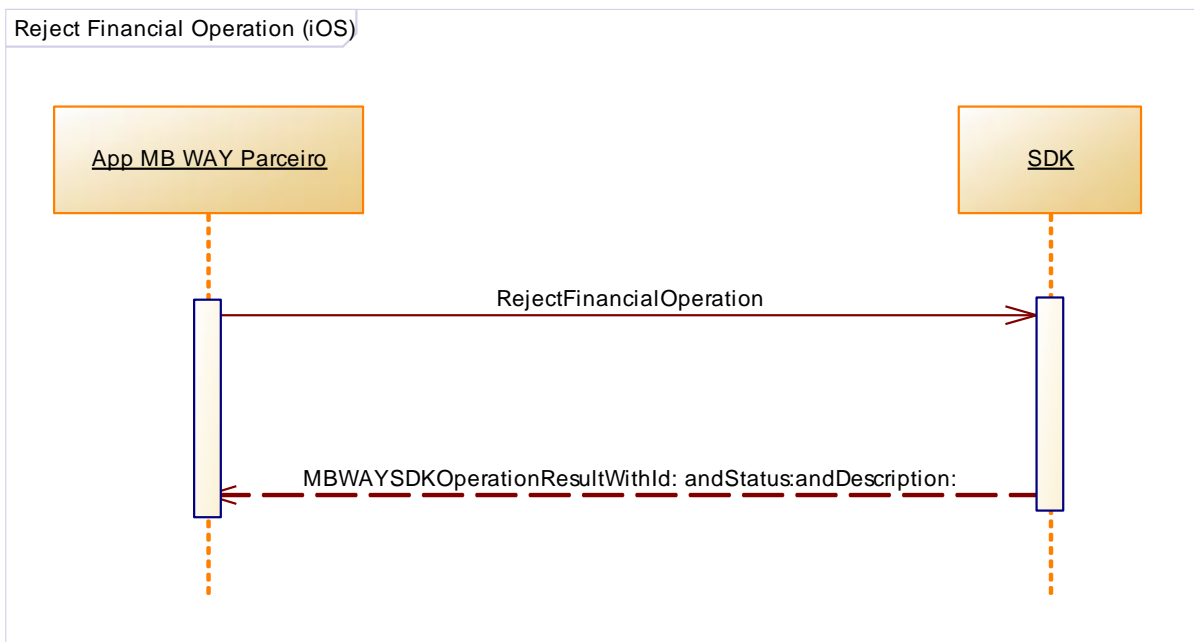 Reject Financial Operation (iOS)
App MB WAY Parceiro
SDK
RejectFinancialOperation
MBWAYSDKOperationResultWithId: andStatus:andDescription: